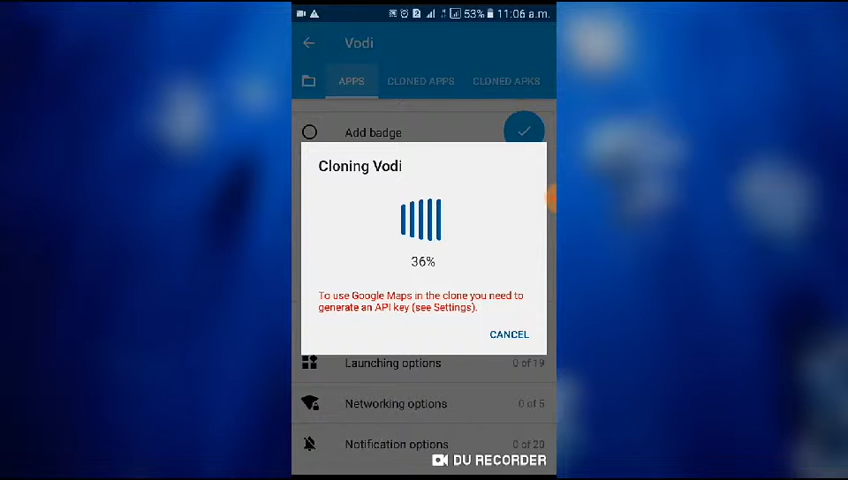 53% 11:06 a.m.
Vodi
APPS CLONED APPS CLONED APKS
Add badge
Cloning Vodi
36%
To use Google Maps in the clone you need to
generate an API key (see Settings).
CANCEL
Launching options 0 of 19
Networking options 0 of 5
Notification options 0 of 20
DU RECORDER